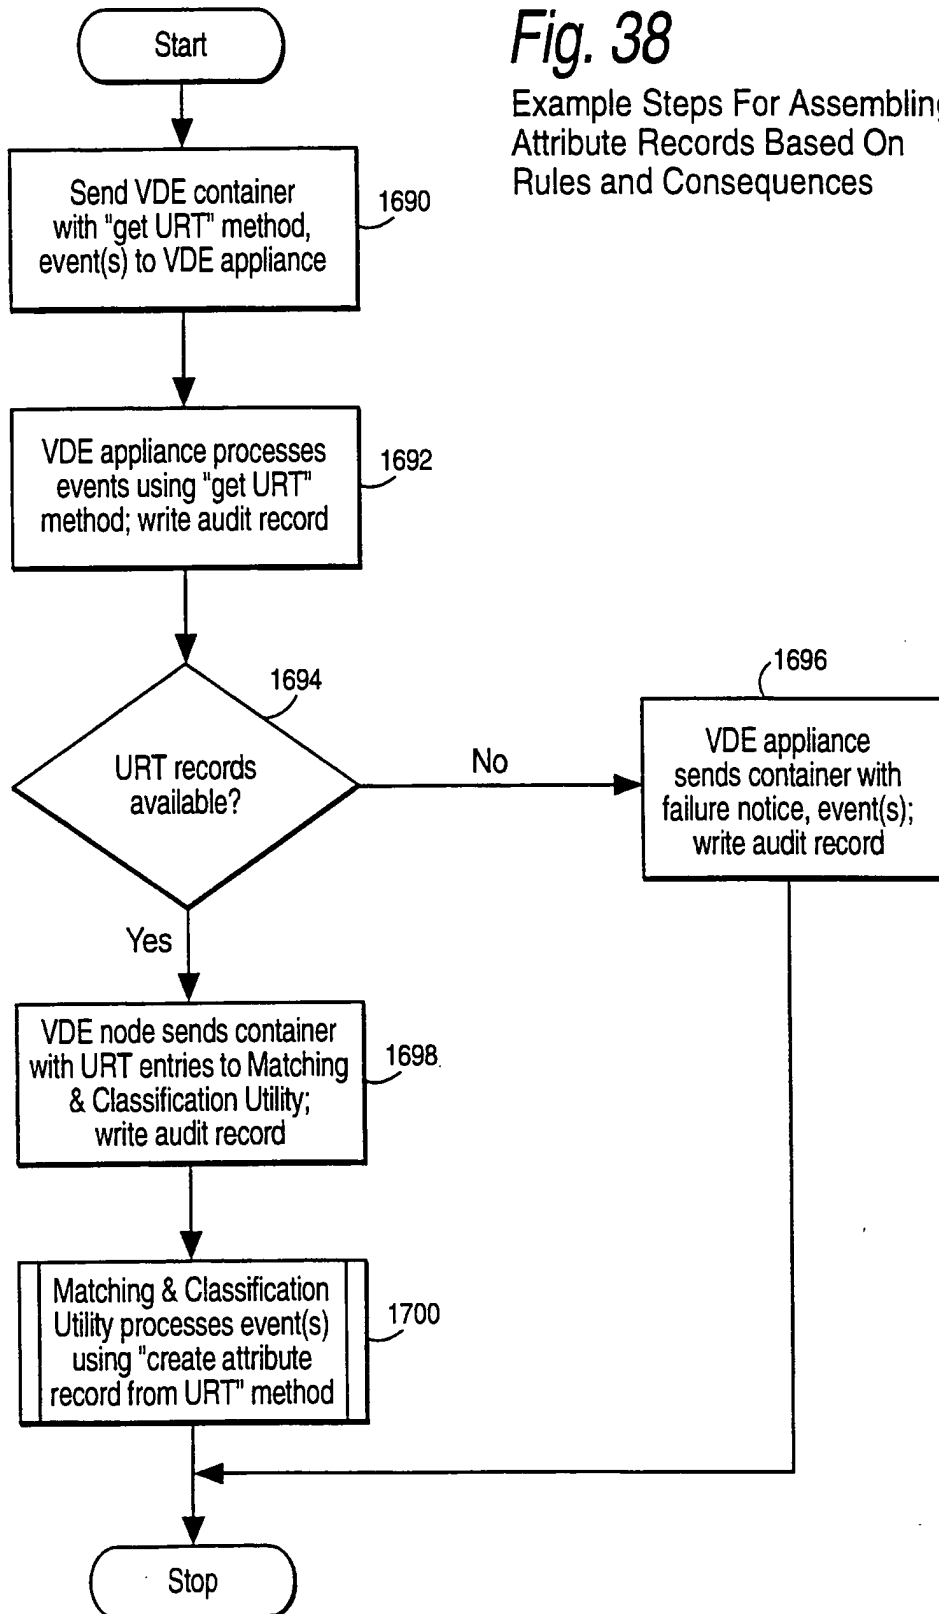 Start
Fig. 38
Example Steps For Assembling
Attribute Records Based On
Rules and Consequences
Send VDE container
with "get URT" method,
event(s) to VDE appliance
1690
VDE appliance processes
events using "get URT"
method; write audit record
1692
URT records
available?
1694
No
VDE appliance
sends container with
failure notice, event(s);
write audit record
1696
Yes
VDE node sends container
with URT entries to Matching
& Classification Utility;
write audit record
1698
Matching & Classification
Utility processes event(s)
using "create attribute
record from URT" method
1700
Stop